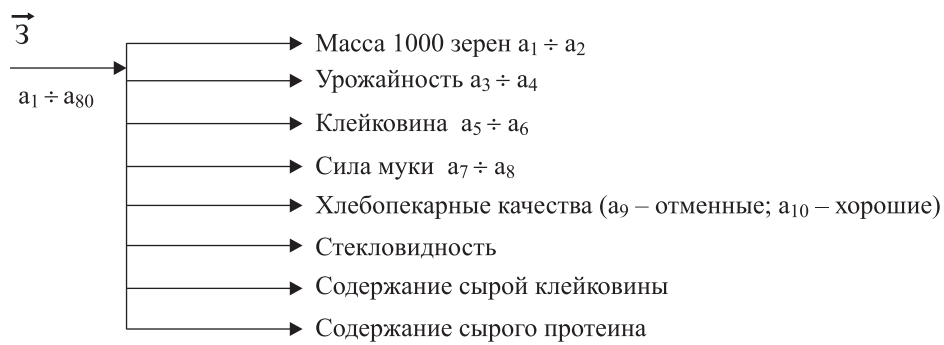 З
a₁ ÷ a₈₀
Масса 1000 зерен a₁ ÷ a₂
Урожайность a₃ ÷ a₄
Клейковина a₅ ÷ a₆
Сила муки a₇ ÷ a₈
Хлебопекарные качества (a₉ – отменные; a₁₀ – хорошие)
Стекловидность
Содержание сырой клейковины
Содержание сырого протеина